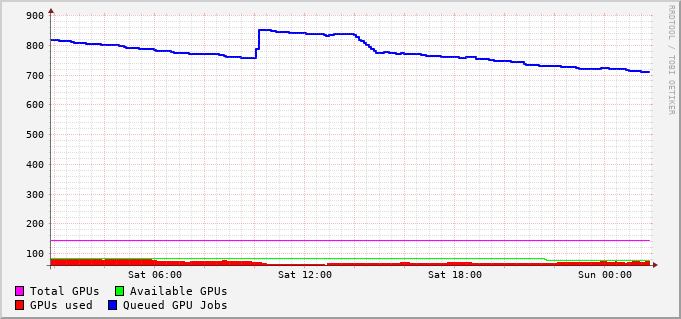 900
800
700
600
500
400
300
200
100
Sat 06:00 Sat 12:00 Sat 18:00 Sun 00:00
Total GPUs Available GPUs
GPUs used Queued GPU Jobs
RRDTOOL / TOBI OETIKER